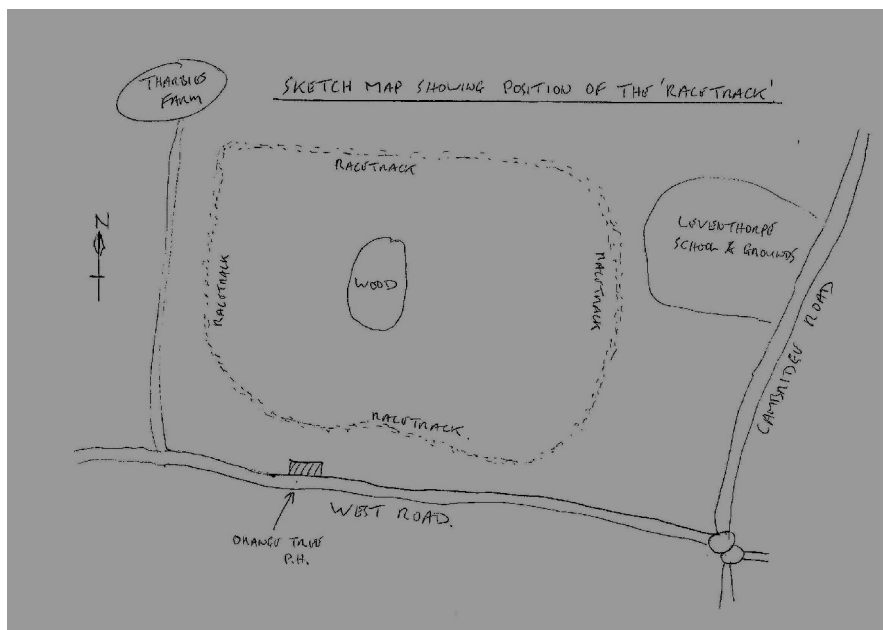 SKETCH MAP SHOWING POSITION OF THE 'RACETRACK'.
THARBIES
FARM
RACETRACK
LEVENTHORPE
SCHOOL & GROUNDS
N
RACETRACK
WOOD
RACETRACK
CAMBRIDGE ROAD
RACETRACK.
WEST ROAD.
ORANGE TREE
P.H.